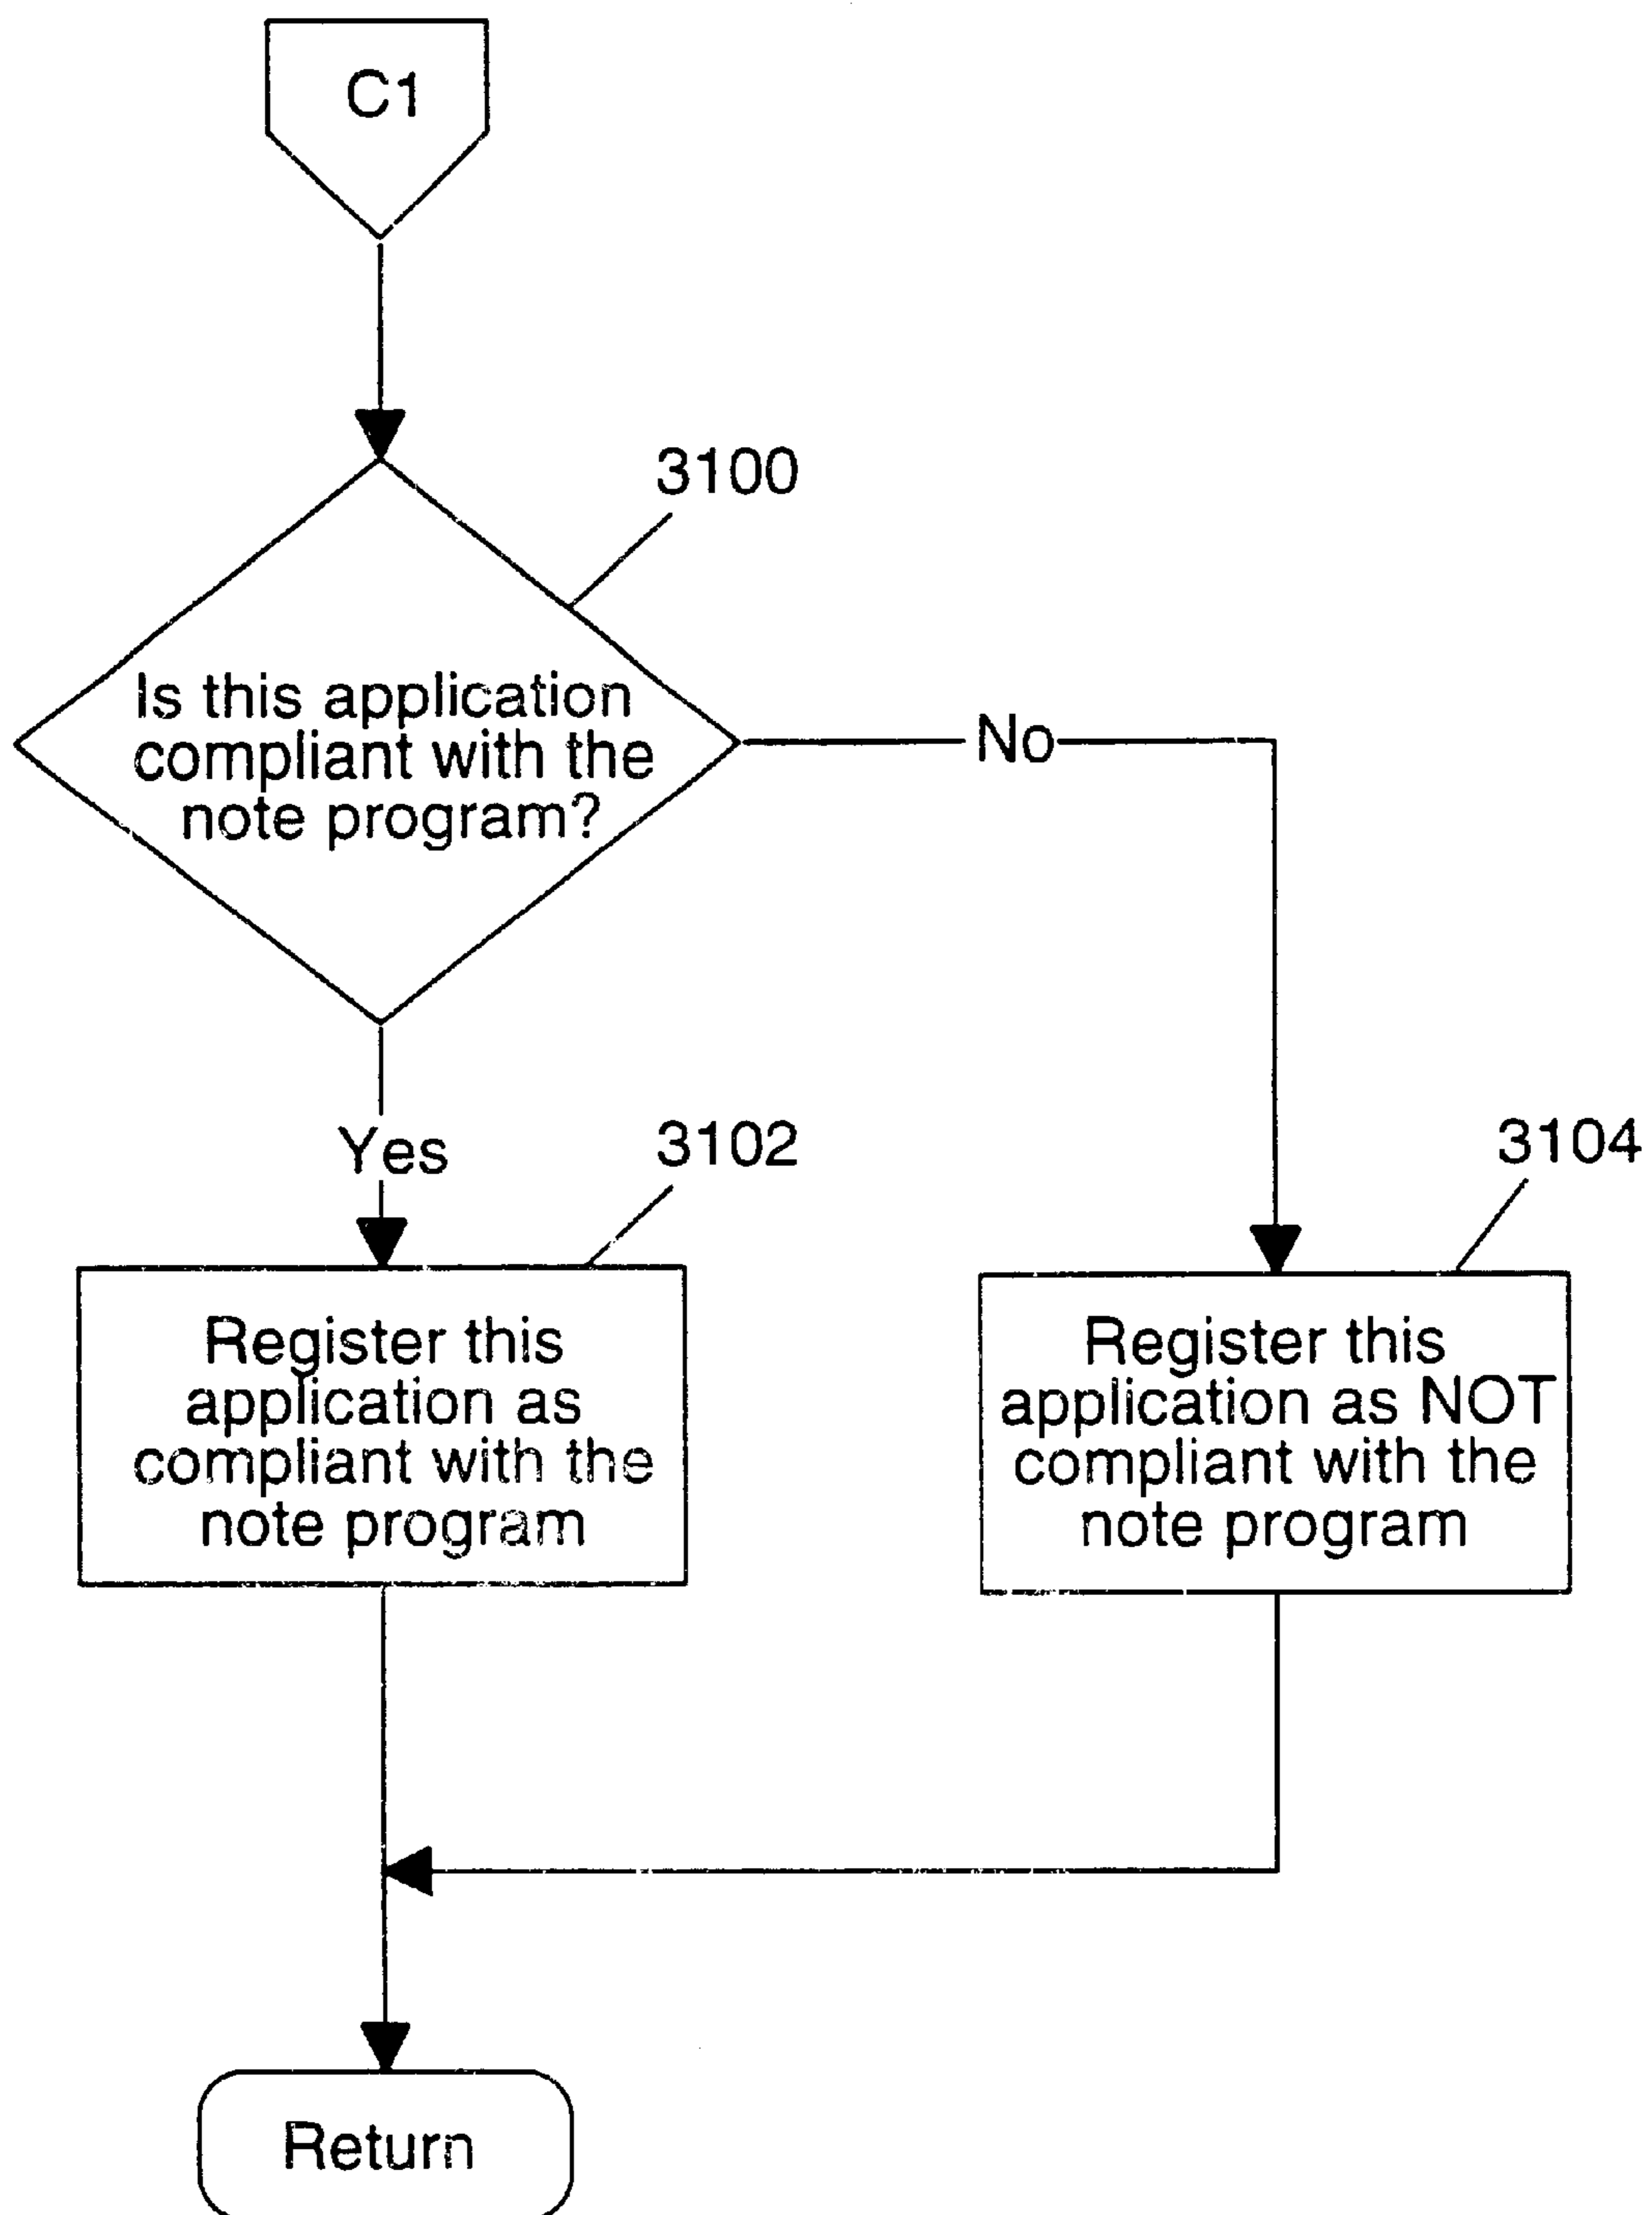 C1
3100
Is this application
compliant with the
note program?
No
Yes
3102
3104
Register this
application as
compliant with the
note program
Register this
application as NOT
compliant with the
note program
Return